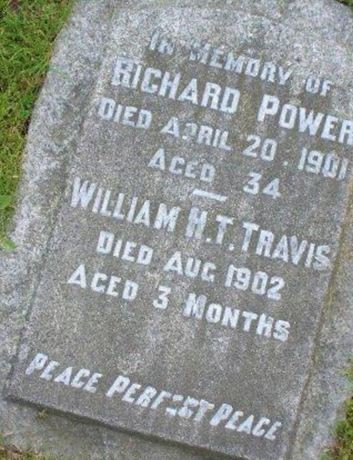 IN MEMORY OF
RICHARD POWER
DIED APRIL 20. 1901
AGED 34
WILLIAM H.T. TRAVIS
DIED AUG 1902
AGED 3 MONTHS
PEACE PERFECT PEACE